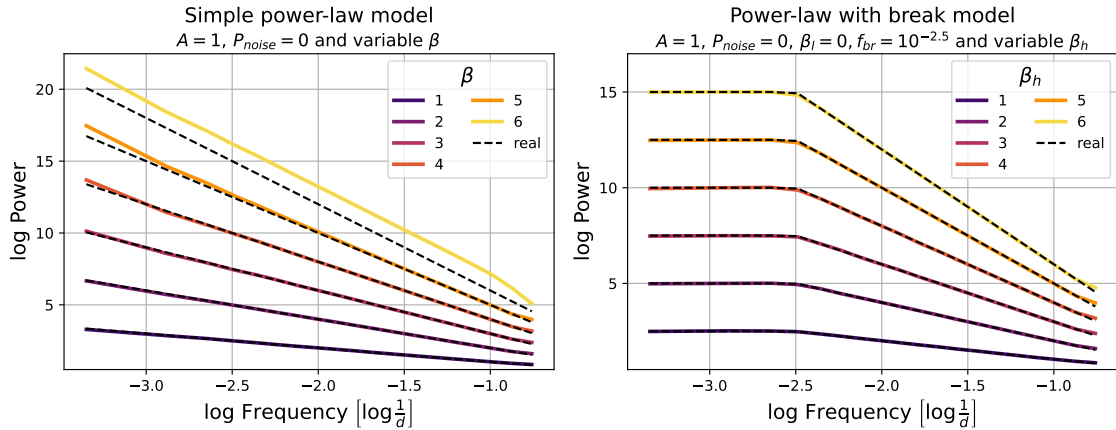 Simple power-law model
A = 1, P_noise = 0 and variable β
log Power
20
15
10
5
β
1
2
3
4
5
6
real
−3.0
−2.5
−2.0
−1.5
−1.0
log Frequency [log 1/d]
Power-law with break model
A = 1, P_noise = 0, β_l = 0, f_br = 10^−2.5 and variable β_h
log Power
15
10
5
β_h
1
2
3
4
5
6
real
−3.0
−2.5
−2.0
−1.5
−1.0
log Frequency [log 1/d]